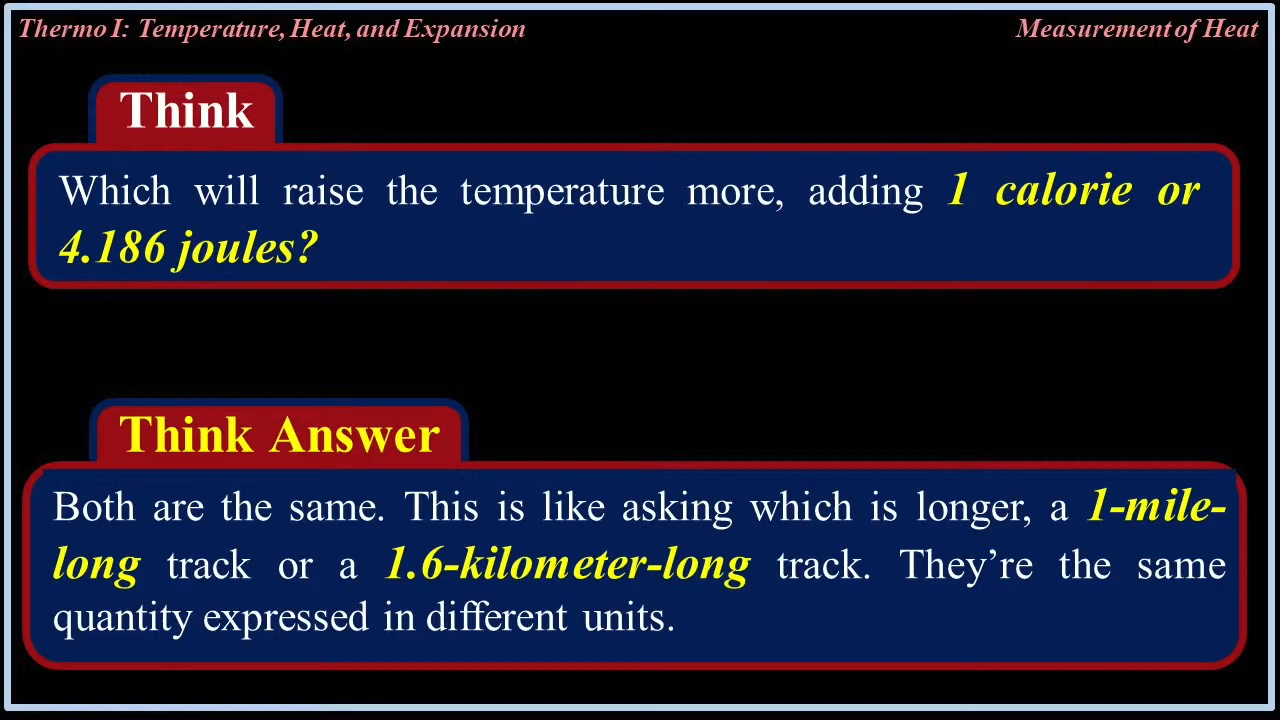 Thermo I: Temperature, Heat, and Expansion
Measurement of Heat
Think
Which will raise the temperature more, adding 1 calorie or
4.186 joules?
Think Answer
Both are the same. This is like asking which is longer, a 1-mile-
long track or a 1.6-kilometer-long track. They’re the same
quantity expressed in different units.